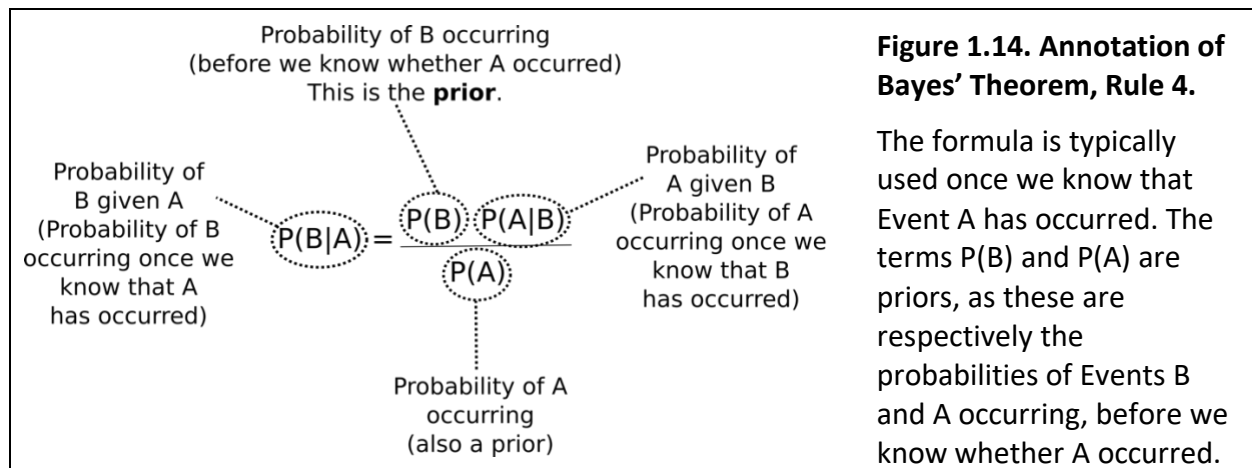 Probability of B occurring
(before we know whether A occurred)
This is the prior.
Probability of
B given A
(Probability of B
occurring once we
know that A
has occurred)
P(B|A) = P(B) P(A|B)
P(A)
Probability of
A given B
(Probability of A
occurring once we
know that B
has occurred)
Probability of A
occurring
(also a prior)
Figure 1.14. Annotation of
Bayes’ Theorem, Rule 4.
The formula is typically
used once we know that
Event A has occurred. The
terms P(B) and P(A) are
priors, as these are
respectively the
probabilities of Events B
and A occurring, before we
know whether A occurred.